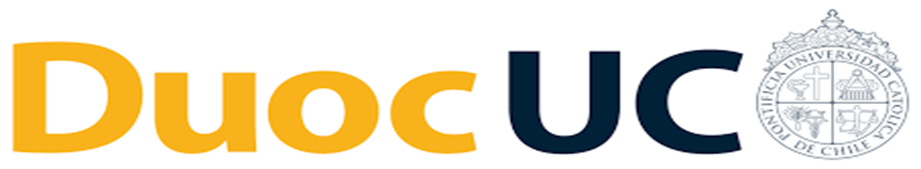 Duoc UC
PONTIFICIA UNIVERSIDAD CATOLICA DE CHILE